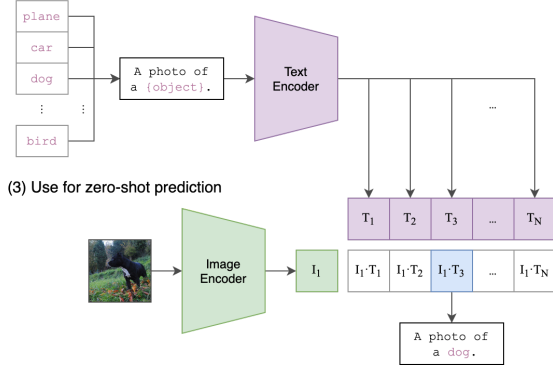 plane
car
dog
⋮ ⋮
bird
A photo of
a {object}.
Text
Encoder
...
(3) Use for zero-shot prediction
T1 T2 T3 ... TN
Image
Encoder
I1
I1·T1 I1·T2 I1·T3 ... I1·TN
A photo of
a dog.